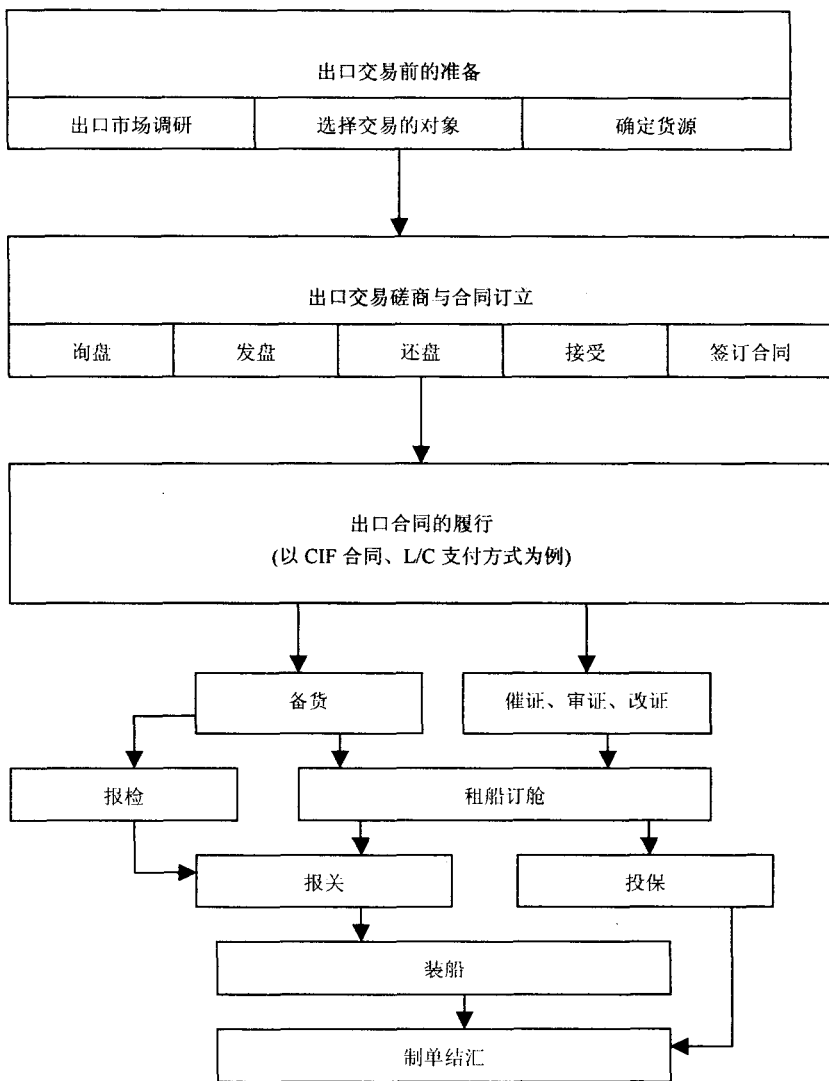 出口交易前的准备
出口市场调研
选择交易的对象
确定货源
出口交易磋商与合同订立
询盘
发盘
还盘
接受
签订合同
出口合同的履行
(以 CIF 合同、L/C 支付方式为例)
备货
催证、审证、改证
报检
租船订舱
报关
投保
装船
制单结汇